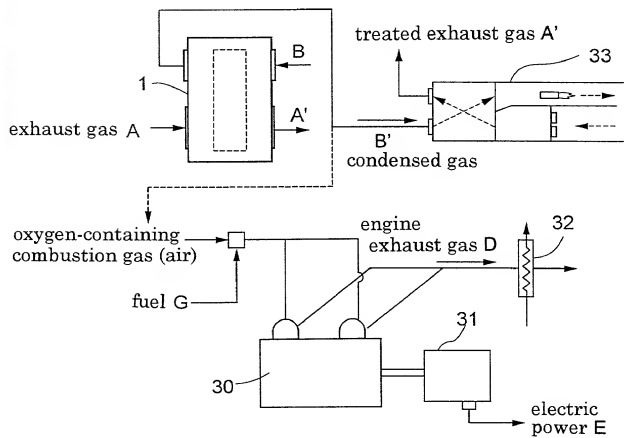 treated exhaust gas A'
33
B
1
exhaust gas A
A'
B'
condensed gas
oxygen-containing
combustion gas (air)
engine
exhaust gas D
32
fuel G
31
30
electric
power E